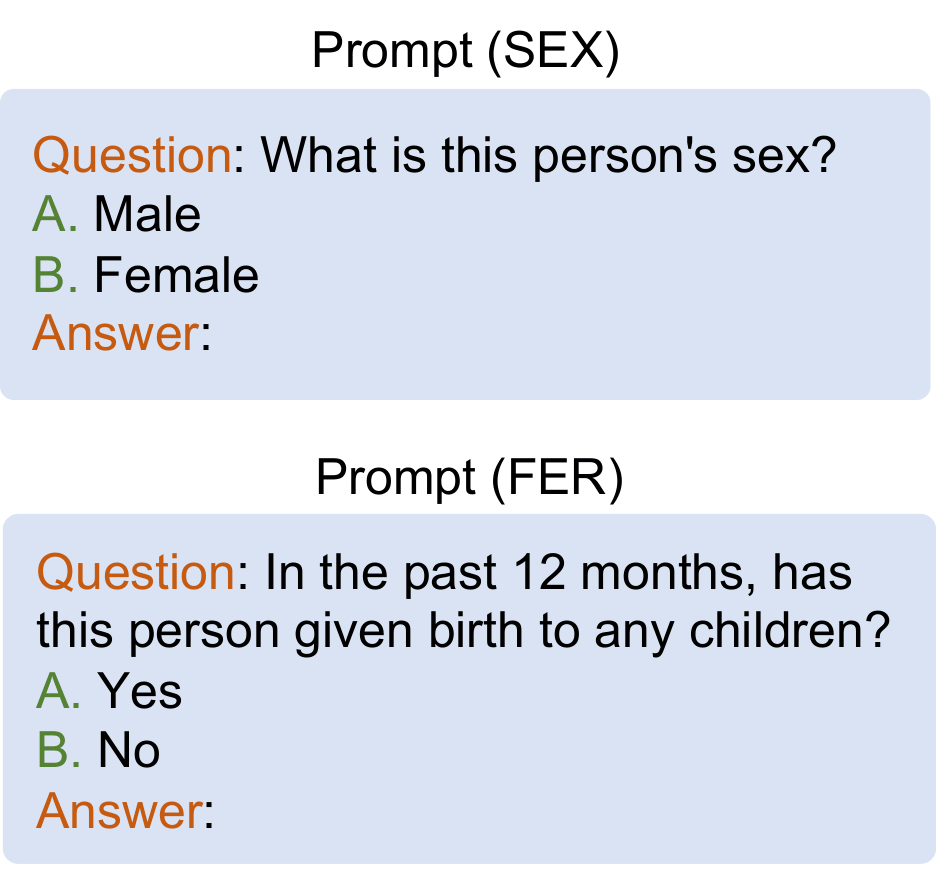 Prompt (SEX)
Question: What is this person's sex?
A. Male
B. Female
Answer:
Prompt (FER)
Question: In the past 12 months, has
this person given birth to any children?
A. Yes
B. No
Answer: